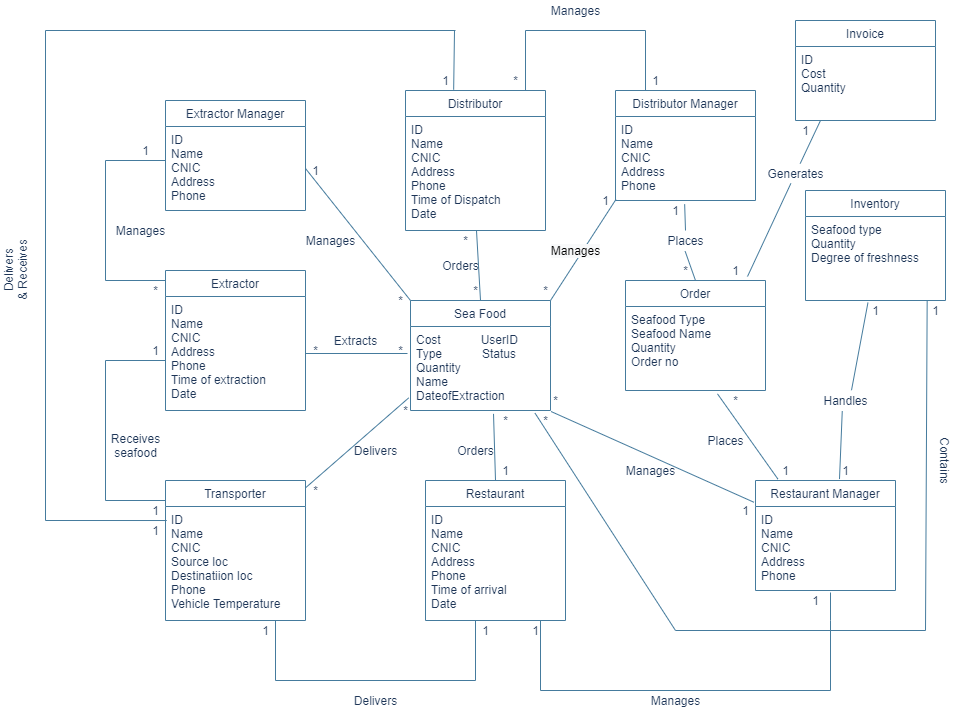 Manages
Invoice
ID
Cost
Quantity
1
*
1
Distributor
ID
Name
CNIC
Address
Phone
Time of Dispatch
Date
Distributor Manager
ID
Name
CNIC
Address
Phone
Extractor Manager
ID
Name
CNIC
Address
Phone
1
1
1
Generates
Inventory
Seafood type
Quantity
Degree of freshness
Delivers
& Receives
Manages
Manages
*
Orders
*
1
Manages
*
1
Places
*
1
*
*
Extractor
ID
Name
CNIC
Address
Phone
Time of extraction
Date
1
*
Extracts
*
Sea Food
Cost UserID
Type Status
Quantity
Name
DateofExtraction
Order
Seafood Type
Seafood Name
Quantity
Order no
1
1
Handles
Contains
*
Places
1
1
*
*
*
*
Receives
seafood
Delivers
*
Orders
1
Manages
1
Transporter
ID
Name
CNIC
Source loc
Destinatiion loc
Phone
Vehicle Temperature
1
1
Restaurant
ID
Name
CNIC
Address
Phone
Time of arrival
Date
Restaurant Manager
ID
Name
CNIC
Address
Phone
1
1
1
1
Delivers
Manages